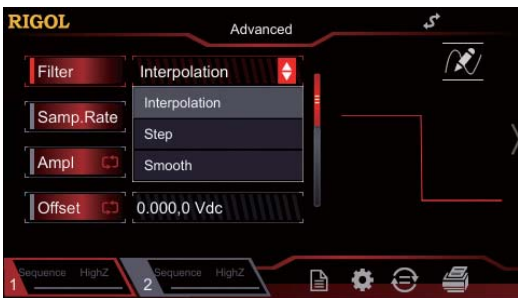 RIGOL
Advanced
Filter
Interpolation
Interpolation
Samp.Rate
Step
Ampl
Smooth
Offset
0.000,0 Vdc
1 Sequence HighZ
2 Sequence HighZ